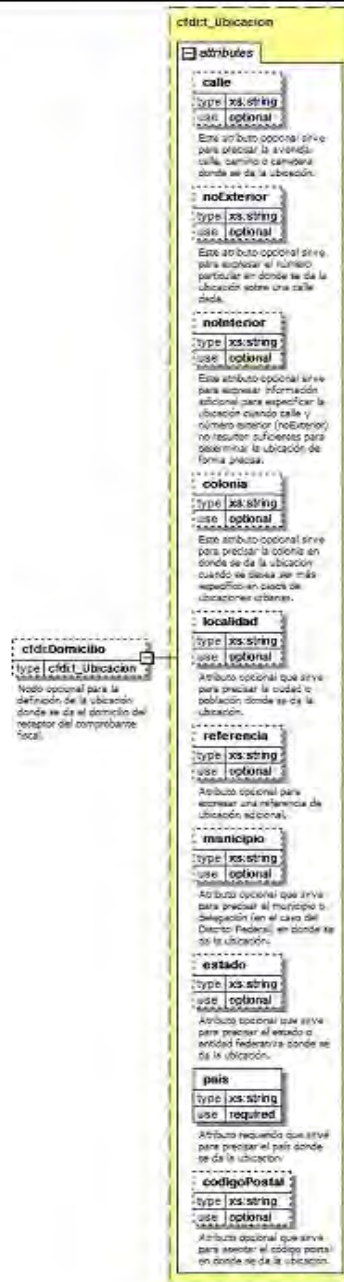 cfdi:t_Ubicacion
attributes
calle
type xs:string
use optional
Este atributo opcional sirve
para precisar la avenida,
calle, camino o carretera
donde se da la ubicación.
noExterior
type xs:string
use optional
Este atributo opcional sirve
para expresar el número
particular en donde se da la
ubicación sobre una calle
dada.
noInterior
type xs:string
use optional
Este atributo opcional sirve
para expresar información
adicional para especificar la
ubicación cuando calle y
número exterior (noExterior)
no resulten suficientes para
determinar la ubicación de
forma precisa.
colonia
type xs:string
use optional
Este atributo opcional sirve
para precisar la colonia en
donde se da la ubicación
cuando se desea ser más
específico en casos de
ubicaciones urbanas.
localidad
type xs:string
use optional
Atributo opcional que sirve
para precisar la ciudad o
población donde se da la
ubicación.
cfdi:Domicilio
type cfdi:t_Ubicacion
Nodo opcional para la
definición de la ubicación
donde se da el domicilio del
receptor del comprobante
fiscal.
referencia
type xs:string
use optional
Atributo opcional para
expresar una referencia de
ubicación adicional.
municipio
type xs:string
use optional
Atributo opcional que sirve
para precisar el municipio o
delegación (en el caso del
Distrito Federal) en donde se
da la ubicación.
estado
type xs:string
use optional
Atributo opcional que sirve
para precisar el estado o
entidad federativa donde se
da la ubicación.
pais
type xs:string
use required
Atributo requerido que sirve
para precisar el país donde
se da la ubicación.
codigoPostal
type xs:string
use optional
Atributo opcional que sirve
para asentar el código postal
en donde se da la ubicación.